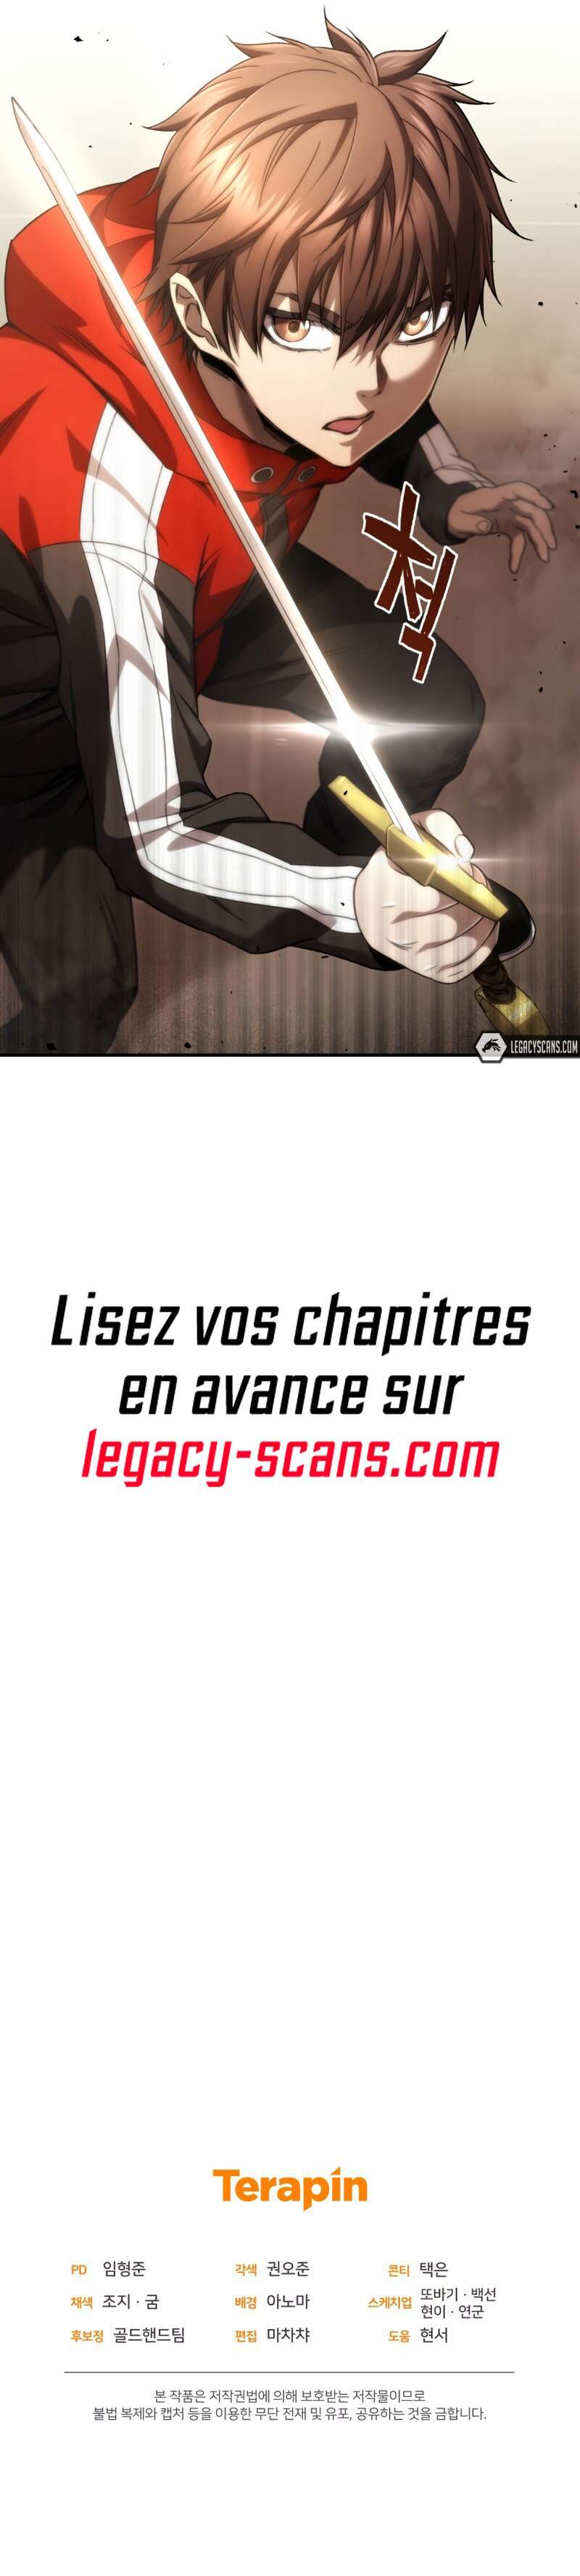 척
LEGACYSCANS.COM
Lisez vos chapitres
en avance sur
legacy-scans.com
Terapin
PD 임형준 각색 권오준 콘티 택은
채색 조지 · 굼 배경 아노마 스케치업 또바기 · 백선
현이 · 연군
후보정 골드핸드팀 편집 마차챠 도움 현서
본 작품은 저작권법에 의해 보호받는 저작물이므로
불법 복제와 캡처 등을 이용한 무단 전재 및 유포, 공유하는 것을 금합니다.